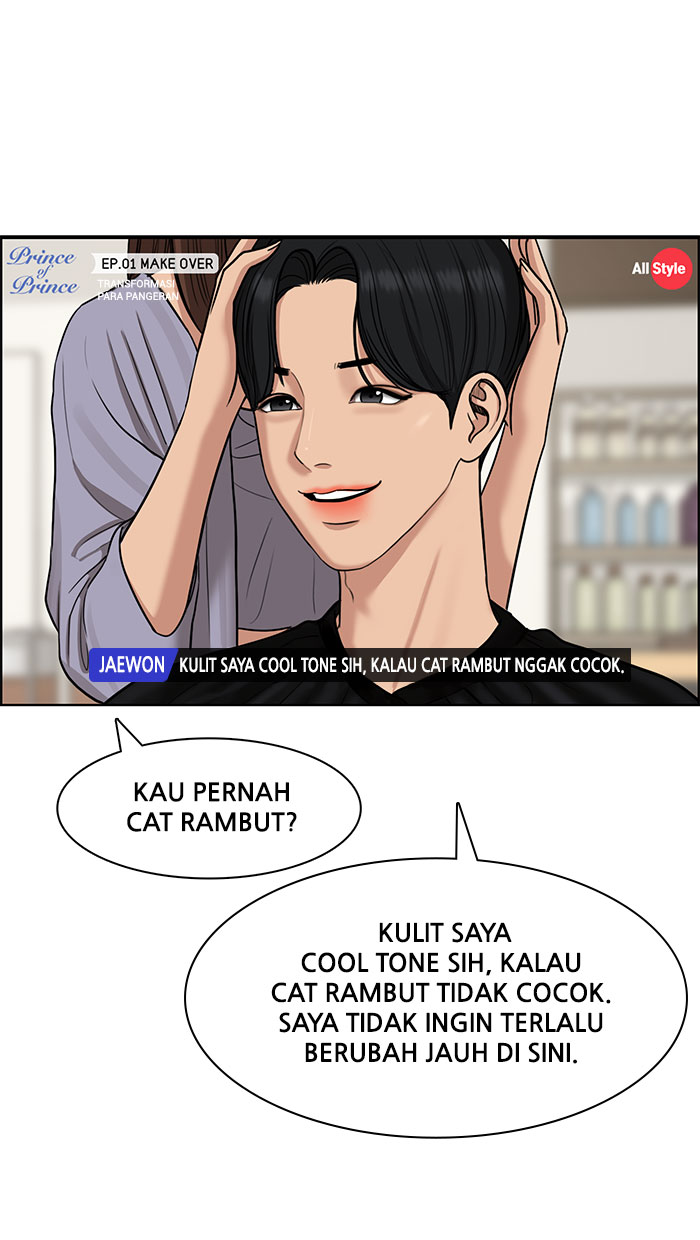 Prince
of
Prince
EP.01 MAKE OVER
TRANSFORMASI
PARA PANGERAN
All Style
JAEWON KULIT SAYA COOL TONE SIH, KALAU CAT RAMBUT NGGAK COCOK.
KAU PERNAH
CAT RAMBUT?
KULIT SAYA
COOL TONE SIH, KALAU
CAT RAMBUT TIDAK COCOK.
SAYA TIDAK INGIN TERLALU
BERUBAH JAUH DI SINI.